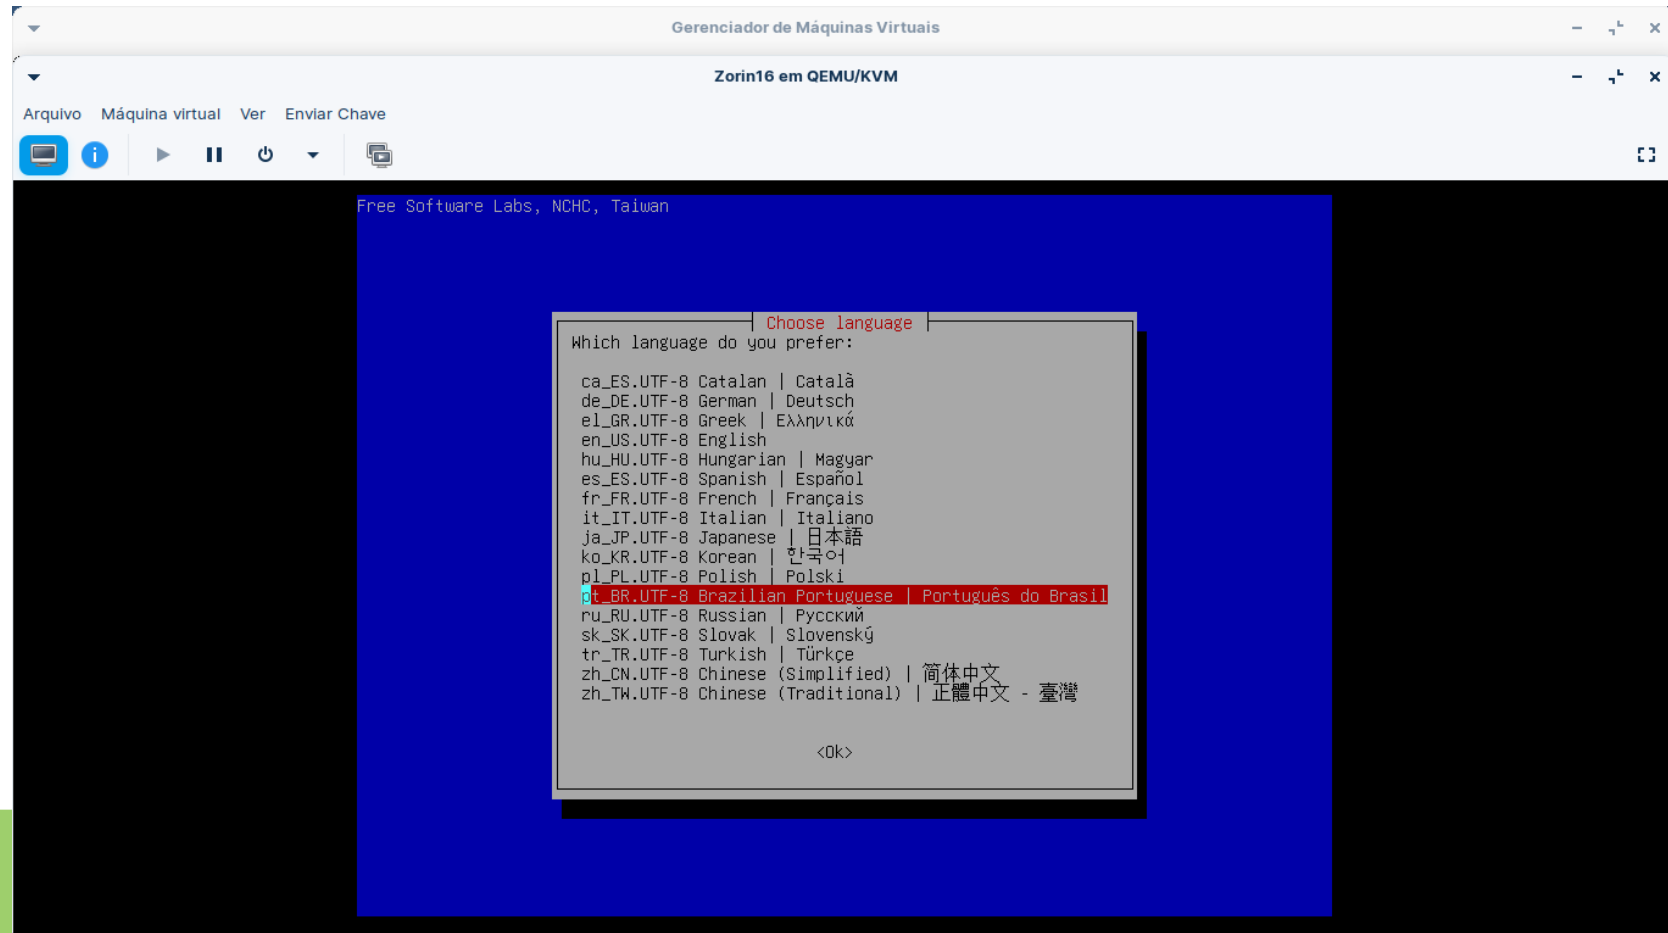 Gerenciador de Máquinas Virtuais
Zorin16 em QEMU/KVM
Arquivo Máquina virtual Ver Enviar Chave
Free Software Labs, NCHC, Taiwan
Choose language
Which language do you prefer:
ca_ES.UTF-8 Catalan | Català
de_DE.UTF-8 German | Deutsch
el_GR.UTF-8 Greek | Ελληνικά
en_US.UTF-8 English
hu_HU.UTF-8 Hungarian | Magyar
es_ES.UTF-8 Spanish | Español
fr_FR.UTF-8 French | Français
it_IT.UTF-8 Italian | Italiano
ja_JP.UTF-8 Japanese | 日本語
ko_KR.UTF-8 Korean | 한국어
pl_PL.UTF-8 Polish | Polski
pt_BR.UTF-8 Brazilian Portuguese | Português do Brasil
ru_RU.UTF-8 Russian | Русский
sk_SK.UTF-8 Slovak | Slovenský
tr_TR.UTF-8 Turkish | Türkçe
zh_CN.UTF-8 Chinese (Simplified) | 简体中文
zh_TW.UTF-8 Chinese (Traditional) | 正體中文 - 臺灣
<Ok>